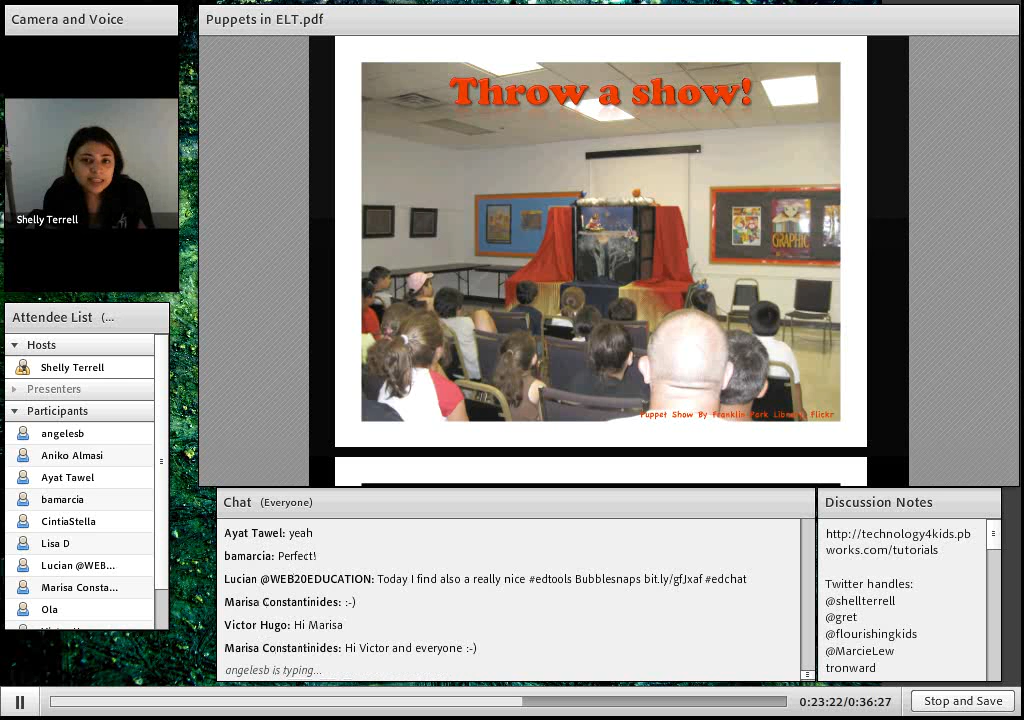 Camera and Voice
Shelly Terrell
Puppets in ELT.pdf
Throw a show!
GRAPHIC
Puppet Show By Franklin Park Library, flickr
Attendee List (...
Hosts
Shelly Terrell
Presenters
Participants
angelesb
Aniko Almasi
Ayat Tawel
bamarcia
CintiaStella
Lisa D
Lucian @WEB...
Marisa Consta...
Ola
Chat (Everyone)
Ayat Tawel: yeah
bamarcia: Perfect!
Lucian @WEB20EDUCATION: Today I find also a really nice #edtools Bubblesnaps bit.ly/gfJxaf #edchat
Marisa Constantinides: :-)
Victor Hugo: Hi Marisa
Marisa Constantinides: Hi Victor and everyone :-)
angelesb is typing...
Discussion Notes
http://technology4kids.pb
works.com/tutorials
Twitter handles:
@shellterrell
@gret
@flourishingkids
@MarcieLew
tronward
0:23:22/0:36:27
Stop and Save